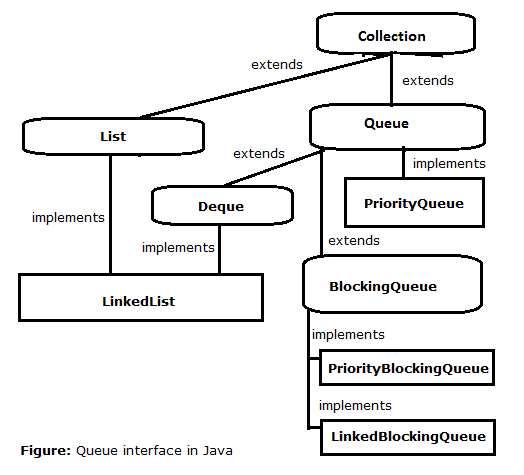 Collection
extends
extends
List
Queue
extends
implements
Deque
PriorityQueue
implements
implements
extends
LinkedList
BlockingQueue
implements
PriorityBlockingQueue
implements
LinkedBlockingQueue
Figure: Queue interface in Java